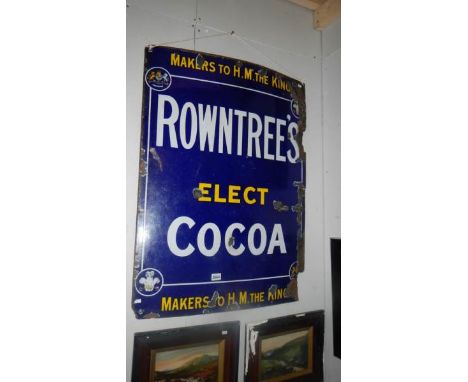 MAKERS TO H.M. THE KING
ROWNTREE'S
ELECT
COCOA
MAKERS TO H.M. THE KING